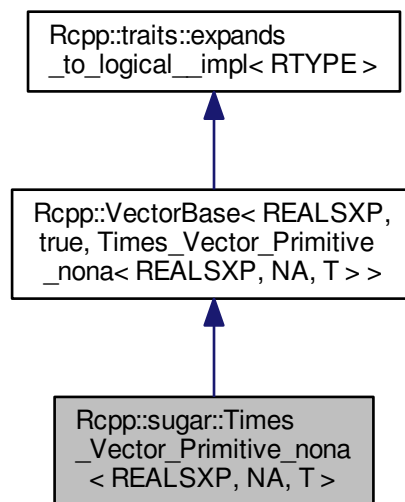 Rcpp::traits::expands
_to_logical__impl< RTYPE >
Rcpp::VectorBase< REALSXP,
true, Times_Vector_Primitive
_nona< REALSXP, NA, T > >
Rcpp::sugar::Times
_Vector_Primitive_nona
< REALSXP, NA, T >